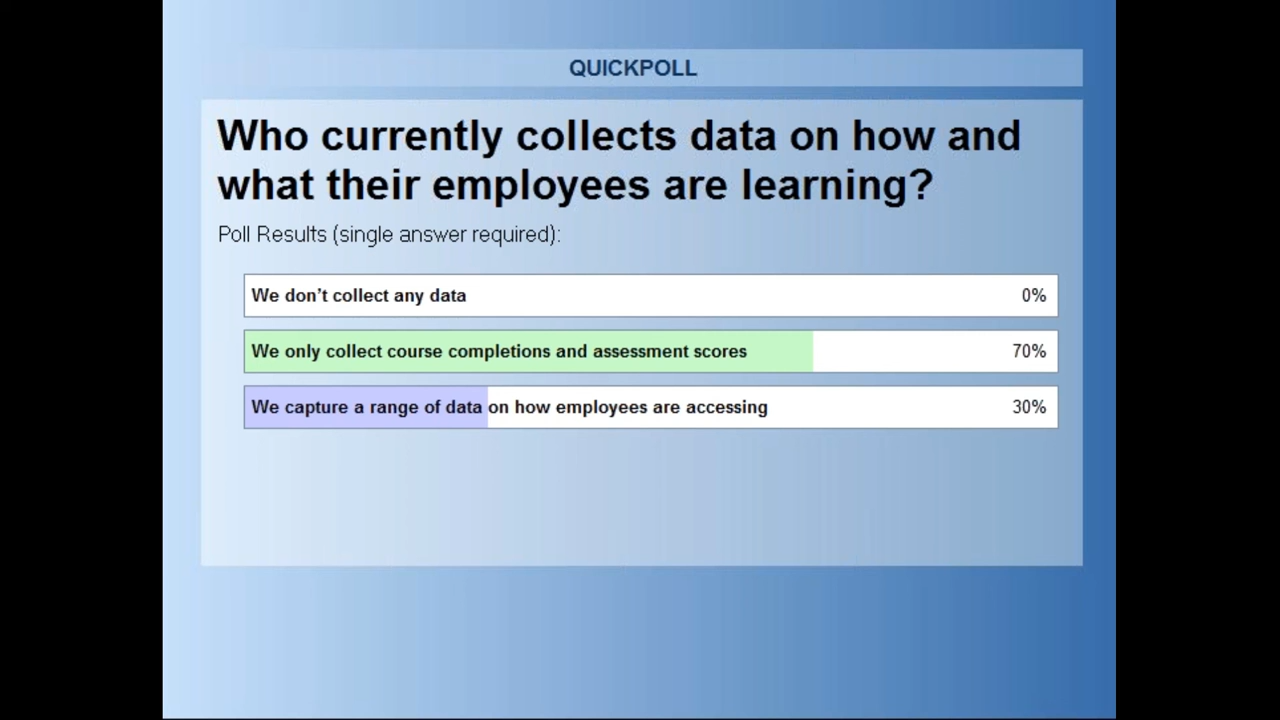 QUICKPOLL
Who currently collects data on how and
what their employees are learning?
Poll Results (single answer required):
We don't collect any data 0%
We only collect course completions and assessment scores 70%
We capture a range of data on how employees are accessing 30%